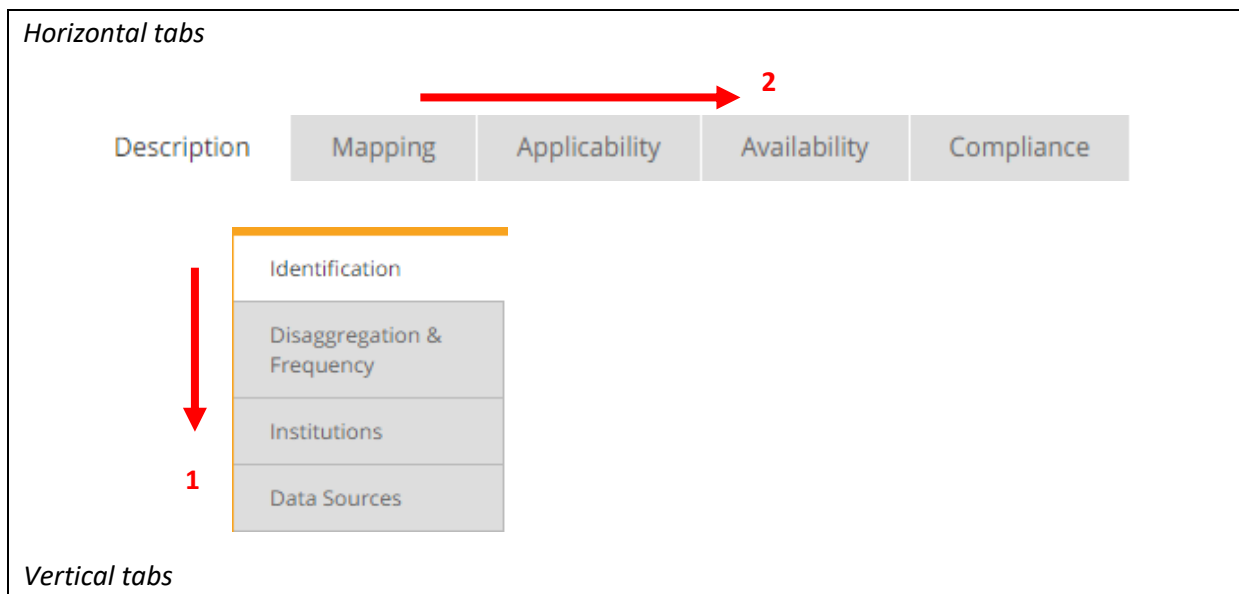 Horizontal tabs
2
Description Mapping Applicability Availability Compliance
Identification
Disaggregation &
Frequency
Institutions
1
Data Sources
Vertical tabs